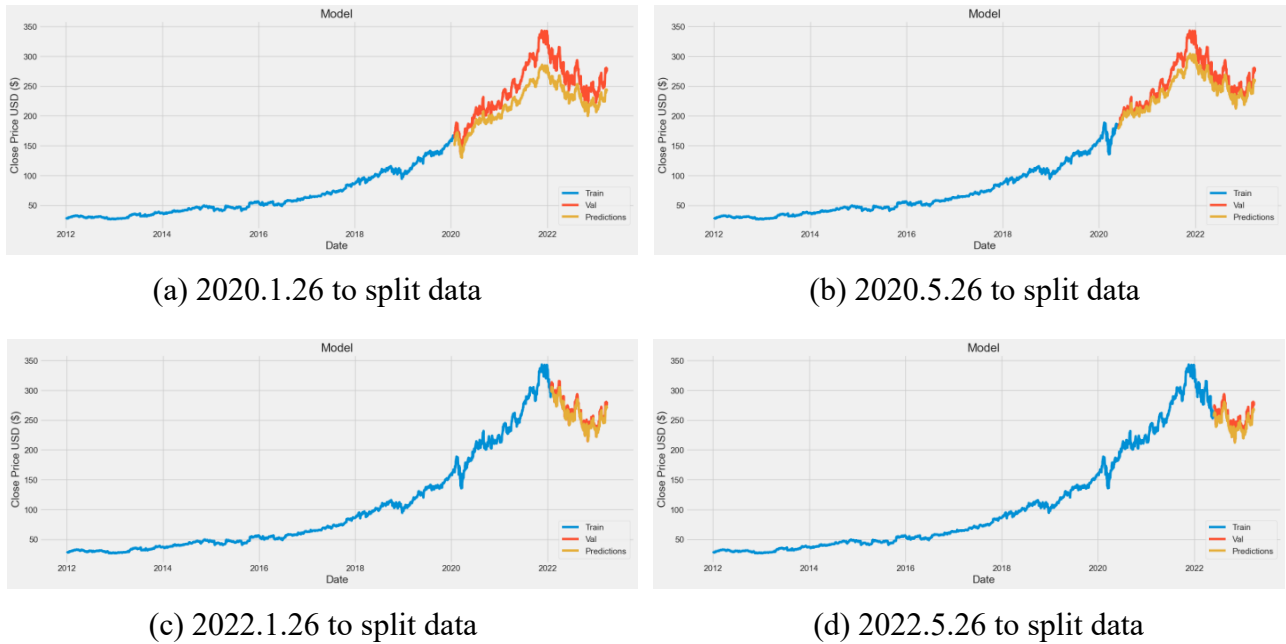 Model
Close Price USD ($)
350
300
250
200
150
100
50
2012
2014
2016
2018
2020
2022
Date
Train
Val
Predictions
(a) 2020.1.26 to split data
Model
Close Price USD ($)
350
300
250
200
150
100
50
2012
2014
2016
2018
2020
2022
Date
Train
Val
Predictions
(b) 2020.5.26 to split data
Model
Close Price USD ($)
350
300
250
200
150
100
50
2012
2014
2016
2018
2020
2022
Date
Train
Val
Predictions
(c) 2022.1.26 to split data
Model
Close Price USD ($)
350
300
250
200
150
100
50
2012
2014
2016
2018
2020
2022
Date
Train
Val
Predictions
(d) 2022.5.26 to split data